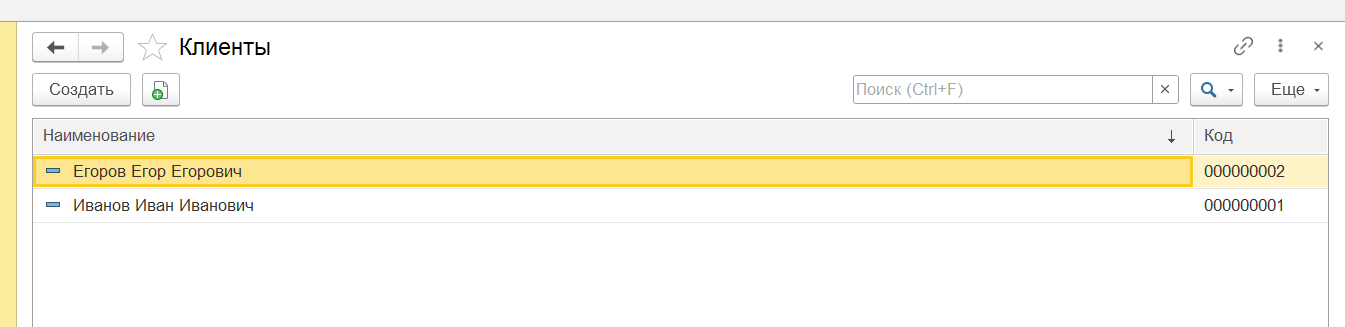 Клиенты
Создать Поиск (Ctrl+F) Еще
Наименование Код
Егоров Егор Егорович 000000002
Иванов Иван Иванович 000000001